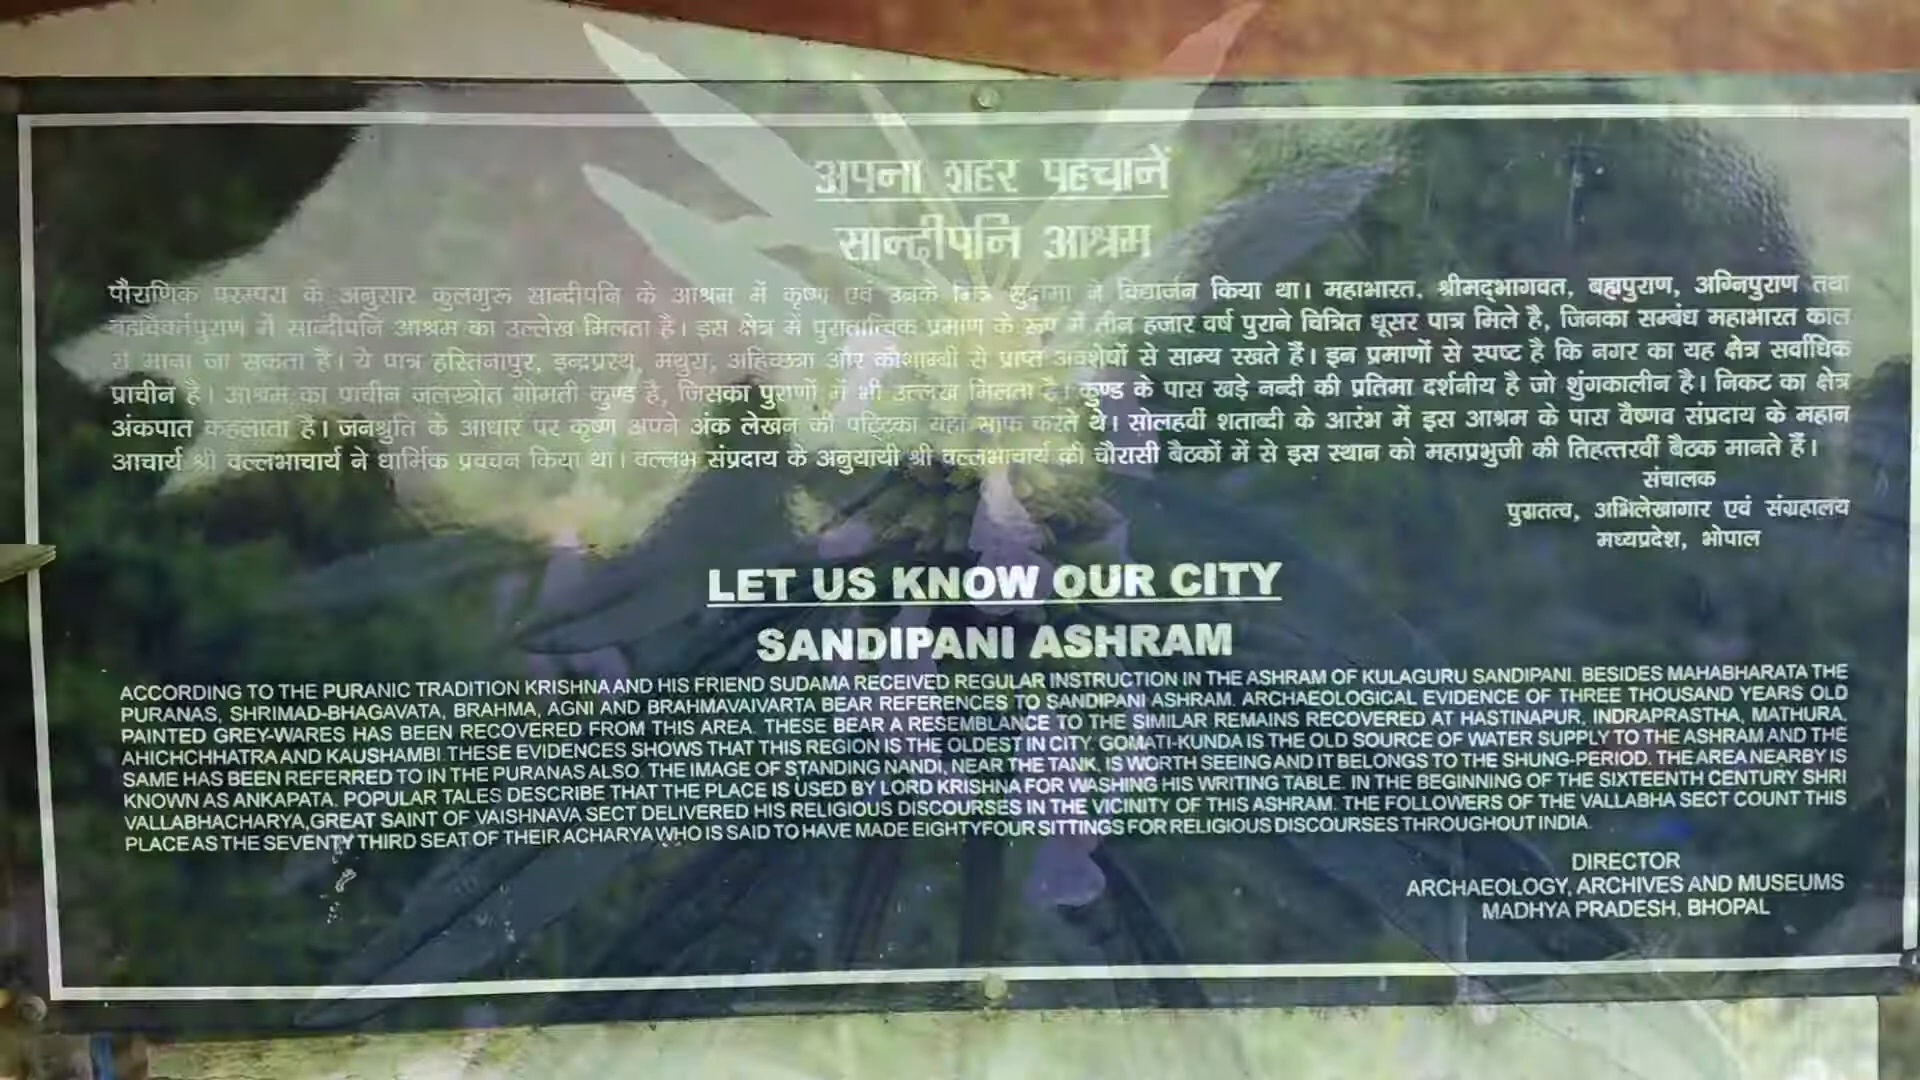 अपना शहर पहचानें
सान्दीपनि आश्रम
पौराणिक परम्परा के अनुसार कुलगुरू सान्दीपनि के आश्रम में कृष्ण एवं उनके मित्र सुदामा ने विद्यार्जन किया था। महाभारत, श्रीमद्भागवत, ब्रह्मपुराण, अग्निपुराण तथा
ब्रह्मवैवर्तपुराण में सान्दीपनि आश्रम का उल्लेख मिलता है। इस क्षेत्र में पुरातात्विक प्रमाण के रूप में तीन हजार वर्ष पुराने चित्रित धूसर पात्र मिले है, जिनका सम्बंध महाभारत काल
से माना जा सकता है। ये पात्र हस्तिनापुर, इन्द्रप्रस्थ, मथुरा, अहिच्छत्रा और कौशाम्बी से प्राप्त अवशेषों से साम्य रखते हैं। इन प्रमाणों से स्पष्ट है कि नगर का यह क्षेत्र सर्वाधिक
प्राचीन है। आश्रम का प्राचीन जलस्त्रोत गोमती कुण्ड है, जिसका पुराणों में भी उल्लेख मिलता है। कुण्ड के पास खड़े नन्दी की प्रतिमा दर्शनीय है जो शुंगकालीन है। निकट का क्षेत्र
अंकपात कहलाता है। जनश्रुति के आधार पर कृष्ण अपने अंक लेखन की पट्टिका यहां साफ करते थे। सोलहवीं शताब्दी के आरंभ में इस आश्रम के पास वैष्णव संप्रदाय के महान
आचार्य श्री वल्लभाचार्य ने धार्मिक प्रवचन किया था। वल्लभ संप्रदाय के अनुयायी श्री वल्लभाचार्य की चौरासी बैठकों में से इस स्थान को महाप्रभुजी की तिहत्तरवीं बैठक मानते हैं।
संचालक
पुरातत्व, अभिलेखागार एवं संग्रहालय
मध्यप्रदेश, भोपाल
LET US KNOW OUR CITY
SANDIPANI ASHRAM
ACCORDING TO THE PURANIC TRADITION KRISHNA AND HIS FRIEND SUDAMA RECEIVED REGULAR INSTRUCTION IN THE ASHRAM OF KULAGURU SANDIPANI. BESIDES MAHABHARATA THE
PURANAS, SHRIMAD-BHAGAVATA, BRAHMA, AGNI AND BRAHMAVAIVARTA BEAR REFERENCES TO SANDIPANI ASHRAM. ARCHAEOLOGICAL EVIDENCE OF THREE THOUSAND YEARS OLD
PAINTED GREY-WARES HAS BEEN RECOVERED FROM THIS AREA. THESE BEAR A RESEMBLANCE TO THE SIMILAR REMAINS RECOVERED AT HASTINAPUR, INDRAPRASTHA, MATHURA,
AHICHCHHATRA AND KAUSHAMBI. THESE EVIDENCES SHOWS THAT THIS REGION IS THE OLDEST IN CITY. GOMATI-KUNDA IS THE OLD SOURCE OF WATER SUPPLY TO THE ASHRAM AND THE
SAME HAS BEEN REFERRED TO IN THE PURANAS ALSO. THE IMAGE OF STANDING NANDI, NEAR THE TANK, IS WORTH SEEING AND IT BELONGS TO THE SHUNG-PERIOD. THE AREA NEARBY IS
KNOWN AS ANKAPATA. POPULAR TALES DESCRIBE THAT THE PLACE IS USED BY LORD KRISHNA FOR WASHING HIS WRITING TABLE. IN THE BEGINNING OF THE SIXTEENTH CENTURY SHRI
VALLABHACHARYA, GREAT SAINT OF VAISHNAVA SECT DELIVERED HIS RELIGIOUS DISCOURSES IN THE VICINITY OF THIS ASHRAM. THE FOLLOWERS OF THE VALLABHA SECT COUNT THIS
PLACE AS THE SEVENTY THIRD SEAT OF THEIR ACHARYA WHO IS SAID TO HAVE MADE EIGHTYFOUR SITTINGS FOR RELIGIOUS DISCOURSES THROUGHOUT INDIA.
DIRECTOR
ARCHAEOLOGY, ARCHIVES AND MUSEUMS
MADHYA PRADESH, BHOPAL